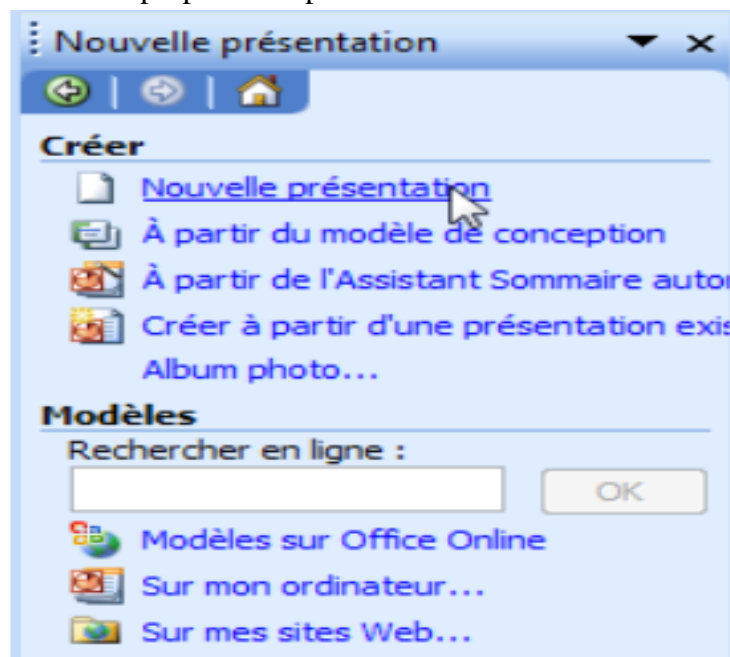 Nouvelle présentation
Créer
Nouvelle présentation
À partir du modèle de conception
À partir de l'Assistant Sommaire autor
Créer à partir d'une présentation exis
Album photo...
Modèles
Rechercher en ligne :
OK
Modèles sur Office Online
Sur mon ordinateur...
Sur mes sites Web...